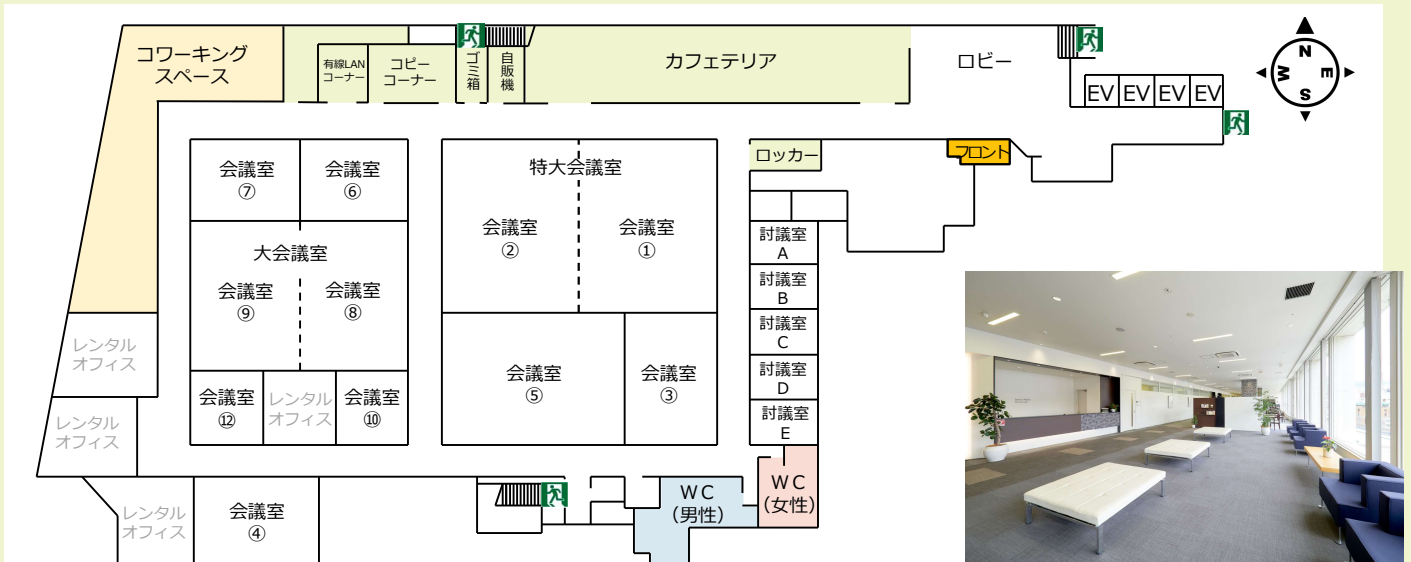 コワーキング
スペース
有線LAN
コーナー
コピー
コーナー
ゴミ箱
自販機
カフェテリア
ロビー
EV
EV
EV
EV
N
E
S
W
ロッカー
フロント
会議室
⑦
会議室
⑥
特大会議室
会議室
②
会議室
①
大会議室
会議室
⑨
会議室
⑧
討議室
A
討議室
B
討議室
C
討議室
D
討議室
E
レンタル
オフィス
会議室
⑫
レンタル
オフィス
会議室
⑩
会議室
⑤
会議室
③
レンタル
オフィス
レンタル
オフィス
会議室
④
ＷＣ
（男性）
ＷＣ
（女性）